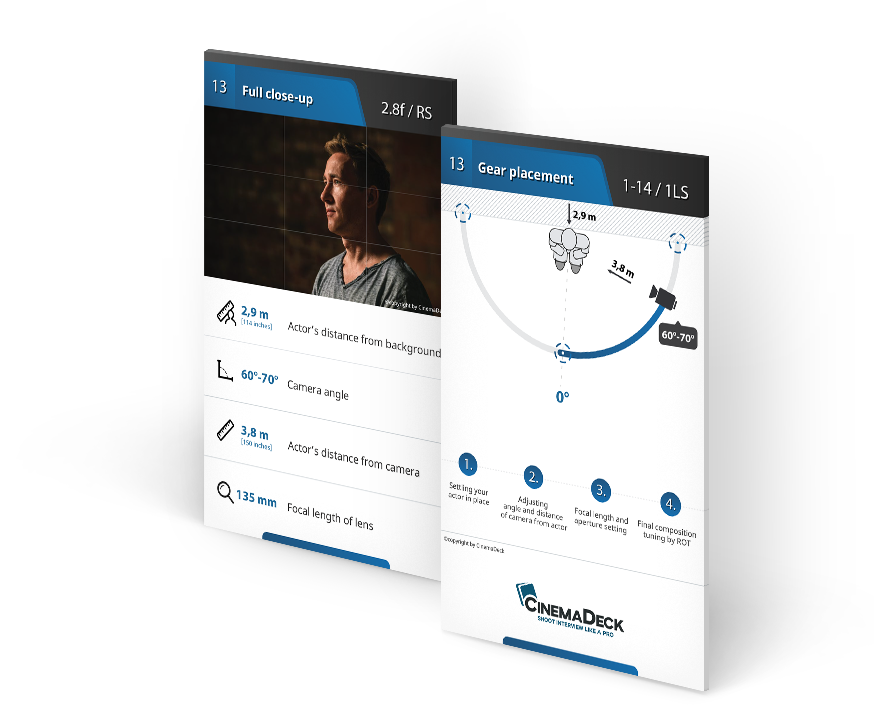 13
Full close-up
2.8f / RS
©copyright by CinemaDeck
2,9 m
[114 inches]
Actor's distance from background
60°-70°
Camera angle
3,8 m
[150 inches]
Actor's distance from camera
135 mm
Focal length of lens
13
Gear placement
1-14 / 1LS
2,9 m
3,8 m
60°-70°
0°
1.
Settling your
actor in place
2.
Adjusting
angle and distance
of camera from actor
3.
Focal length and
aperture setting
4.
Final composition
tuning by ROT
©copyright by CinemaDeck
CINEMADECK
SHOOT INTERVIEW LIKE A PRO